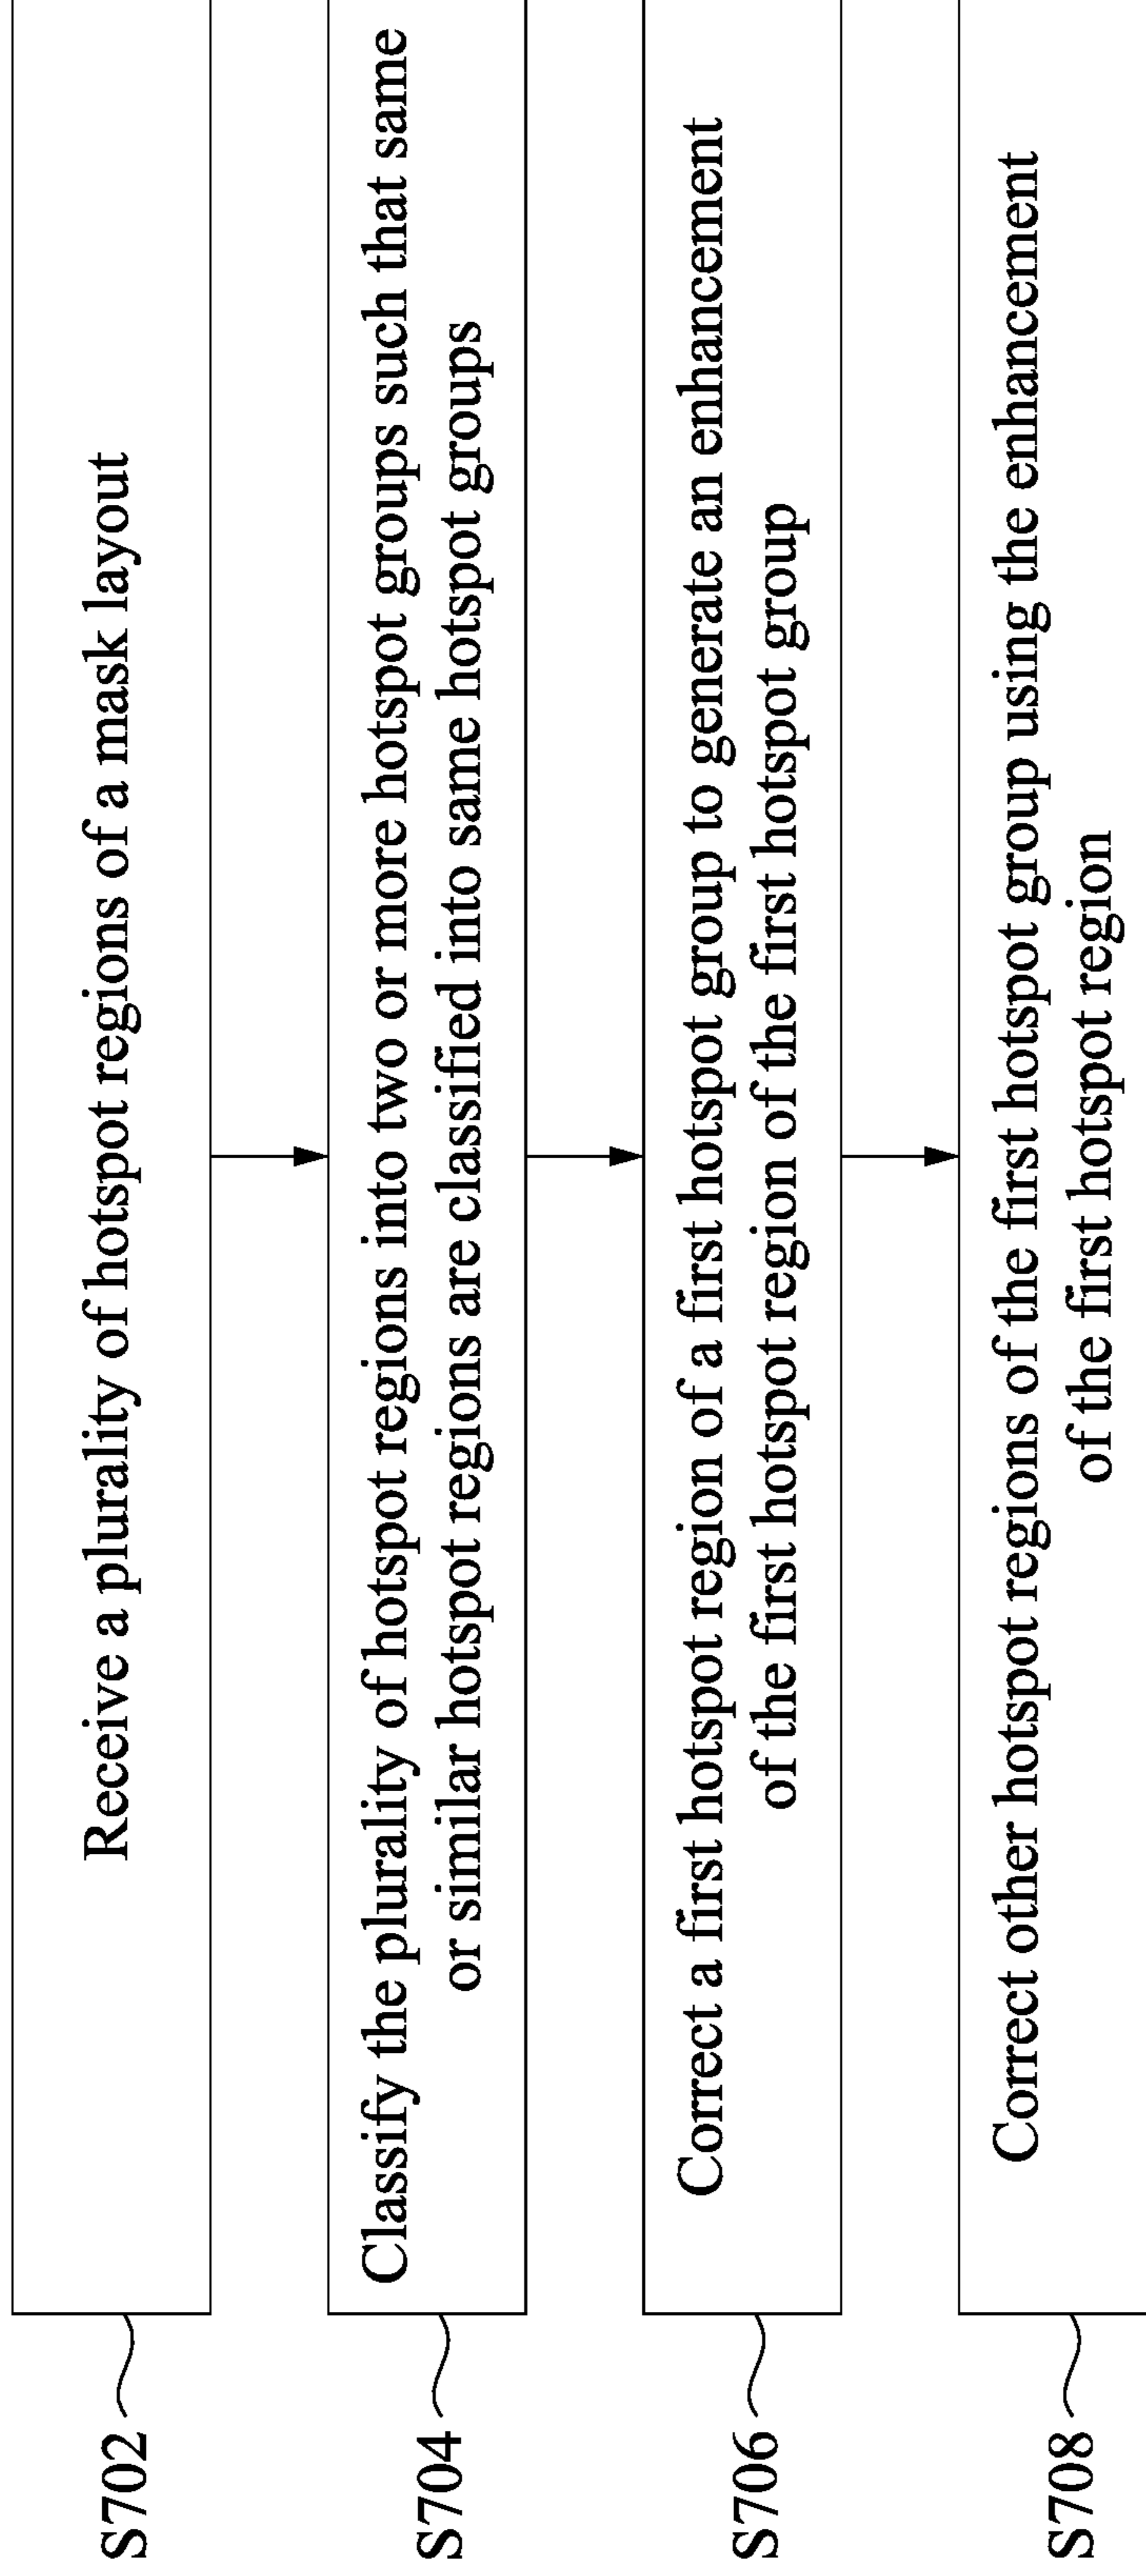 S702
Receive a plurality of hotspot regions of a mask layout
S704
Classify the plurality of hotspot regions into two or more hotspot groups such that same
or similar hotspot regions are classified into same hotspot groups
S706
Correct a first hotspot region of a first hotspot group to generate an enhancement
of the first hotspot region of the first hotspot group
S708
Correct other hotspot regions of the first hotspot group using the enhancement
of the first hotspot region